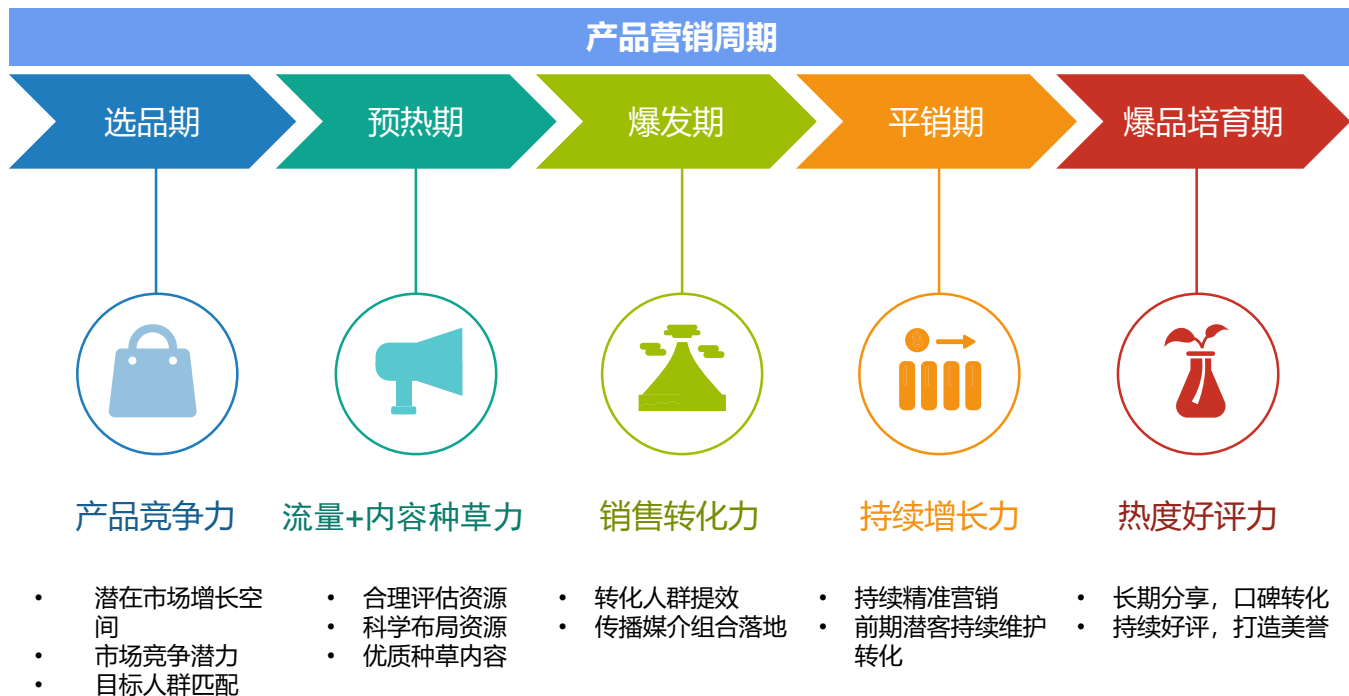 产品营销周期
选品期
预热期
爆发期
平销期
爆品培育期
产品竞争力
流量+内容种草力
销售转化力
持续增长力
热度好评力
• 潜在市场增长空
间
• 市场竞争潜力
• 目标人群匹配
• 合理评估资源
• 科学布局资源
• 优质种草内容
• 转化人群提效
• 传播媒介组合落地
• 持续精准营销
• 前期潜客持续维护
转化
• 长期分享，口碑转化
• 持续好评，打造美誉